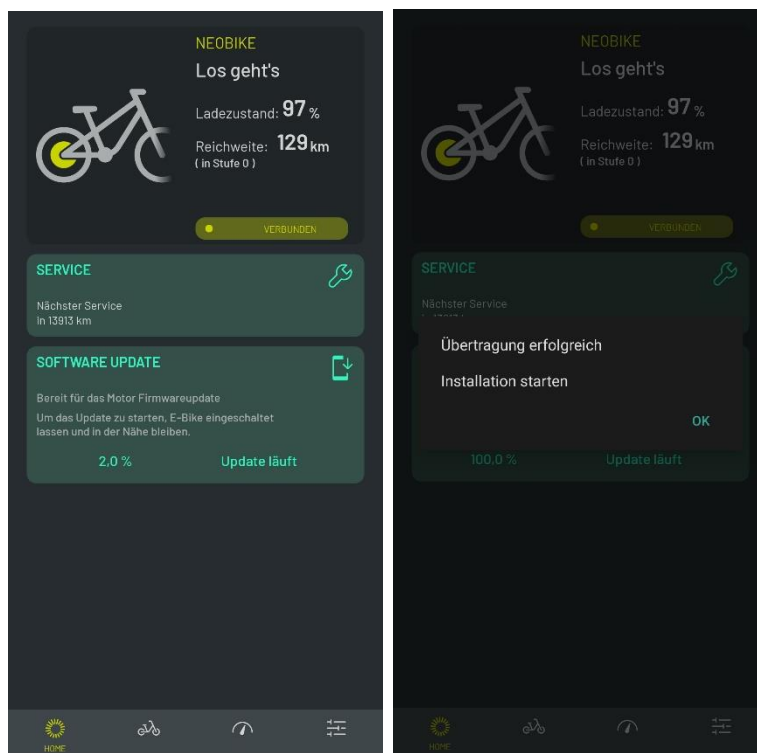 NEOBIKE
Los geht's
Ladezustand: 97 %
Reichweite: 129 km
( in Stufe 0 )
VERBUNDEN
SERVICE
Nächster Service
in 13913 km
SOFTWARE UPDATE
Bereit für das Motor Firmwareupdate
Um das Update zu starten, E-Bike eingeschaltet
lassen und in der Nähe bleiben.
2,0 % Update läuft
HOME
NEOBIKE
Los geht's
Ladezustand: 97 %
Reichweite: 129 km
( in Stufe 0 )
VERBUNDEN
SERVICE
Nächster Service
Übertragung erfolgreich
Installation starten
OK
100,0 % Update läuft
HOME